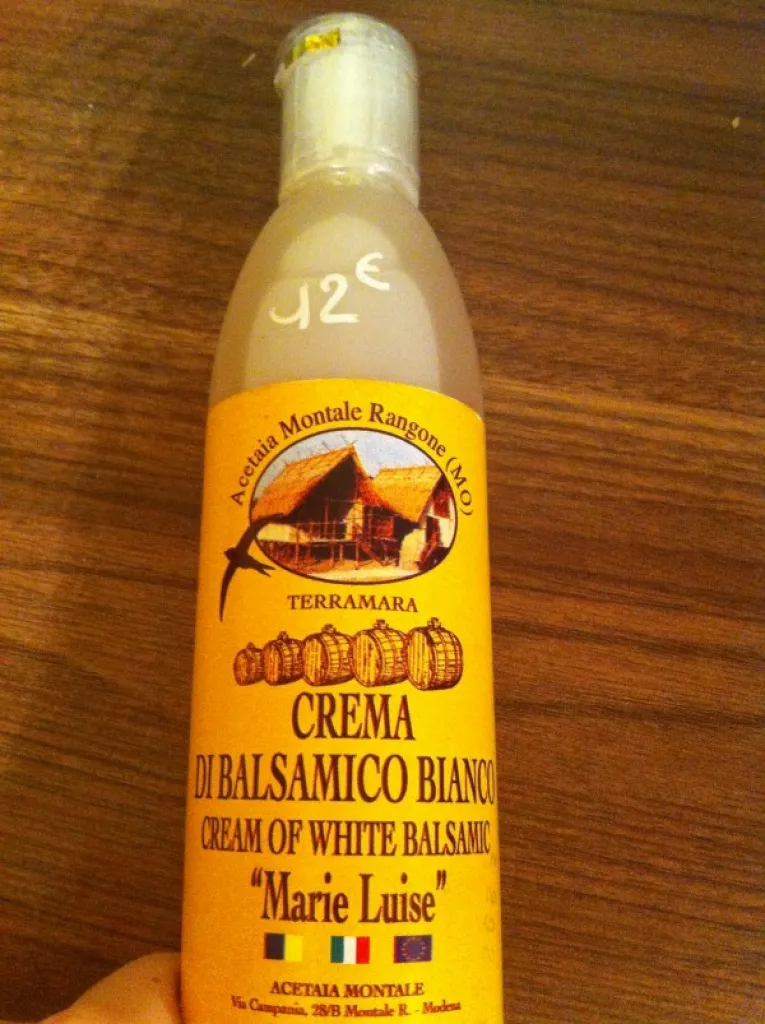 42€
Acetaia Montale Rangone (MO)
TERRAMARA
CREMA
DI BALSAMICO BIANCO
CREAM OF WHITE BALSAMIC
"Marie Luise"
ACETAIA MONTALE
Via Campania, 28/B Montale R. - Modena